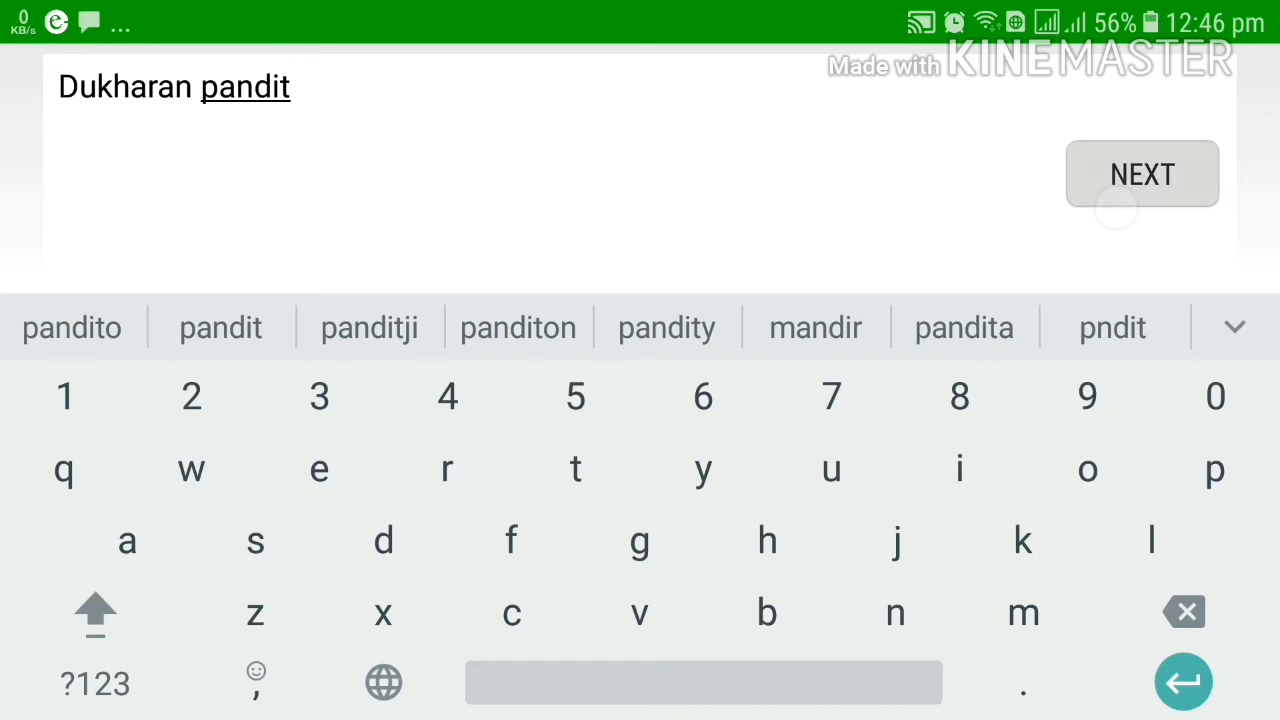 0
KB/s
...
56% 12:46 pm
Made with KINEMASTER
Dukharan pandit
NEXT
pandito pandit panditji panditon pandity mandir pandita pndit
1 2 3 4 5 6 7 8 9 0
q w e r t y u i o p
a s d f g h j k l
z x c v b n m
?123 , .